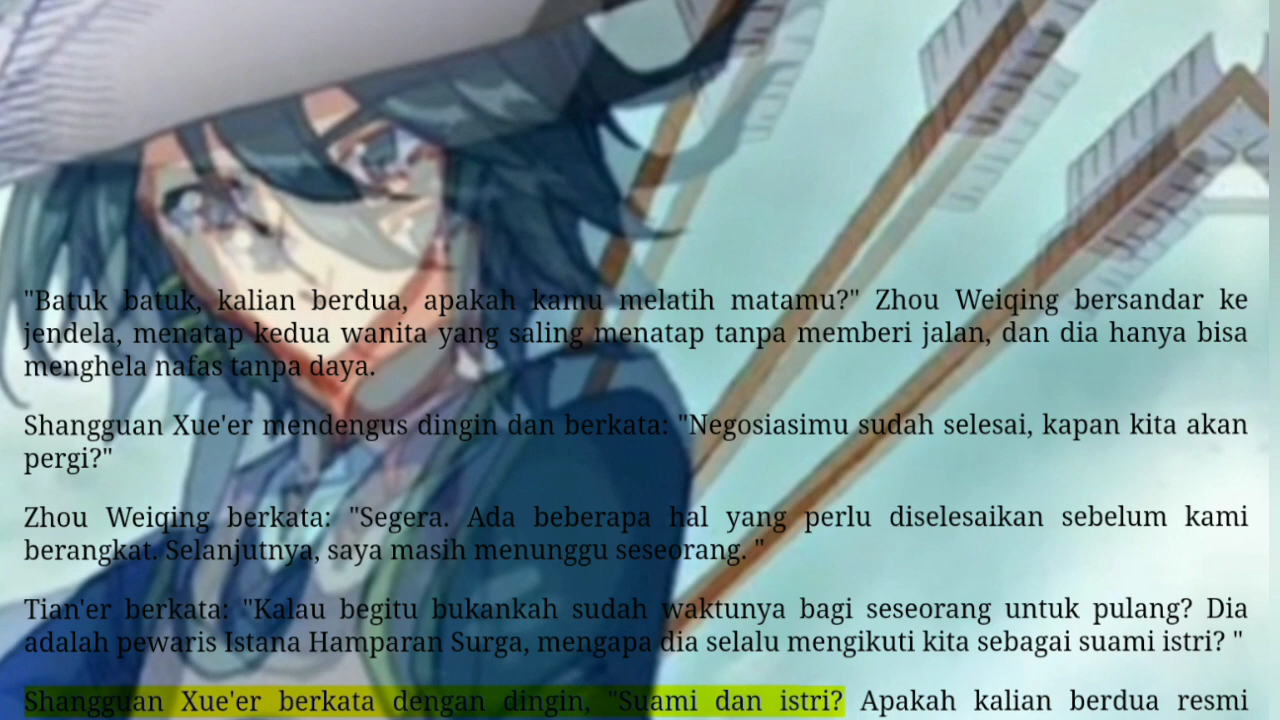 "Batuk batuk, kalian berdua, apakah kamu melatih matamu?" Zhou Weiqing bersandar ke
jendela, menatap kedua wanita yang saling menatap tanpa memberi jalan, dan dia hanya bisa
menghela nafas tanpa daya.
Shangguan Xue'er mendengus dingin dan berkata: "Negosiasimu sudah selesai, kapan kita akan
pergi?"
Zhou Weiqing berkata: "Segera. Ada beberapa hal yang perlu diselesaikan sebelum kami
berangkat. Selanjutnya, saya masih menunggu seseorang. "
Tian'er berkata: "Kalau begitu bukankah sudah waktunya bagi seseorang untuk pulang? Dia
adalah pewaris Istana Hamparan Surga, mengapa dia selalu mengikuti kita sebagai suami istri? "
Shangguan Xue'er berkata dengan dingin, "Suami dan istri? Apakah kalian berdua resmi